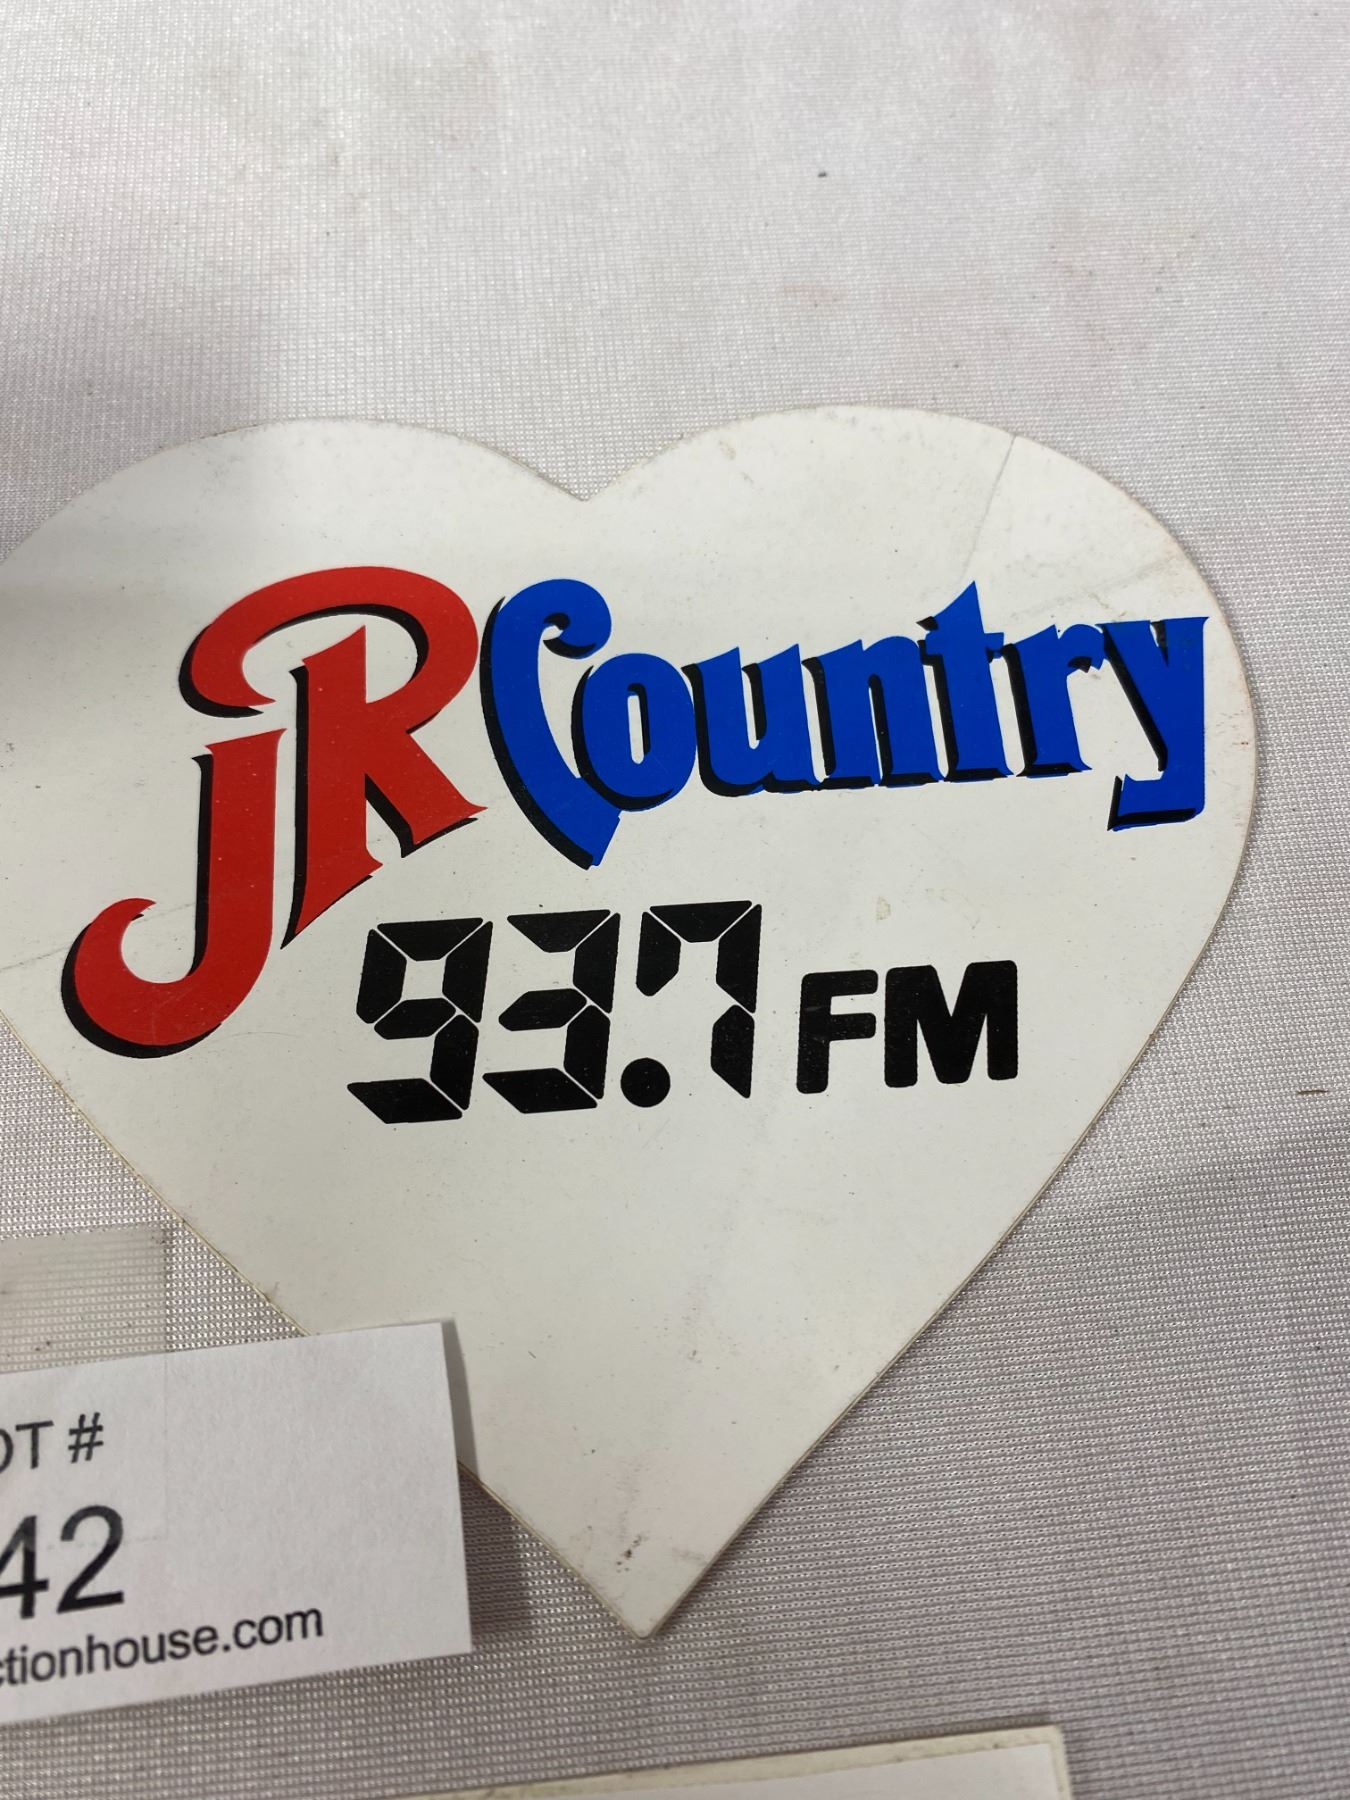 JR Country
93.7 FM
OT #
42
ctionhouse.com